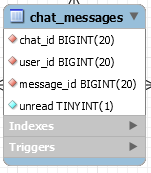 chat_messages
chat_id BIGINT(20)
user_id BIGINT(20)
message_id BIGINT(20)
unread TINYINT(1)
Indexes
Triggers